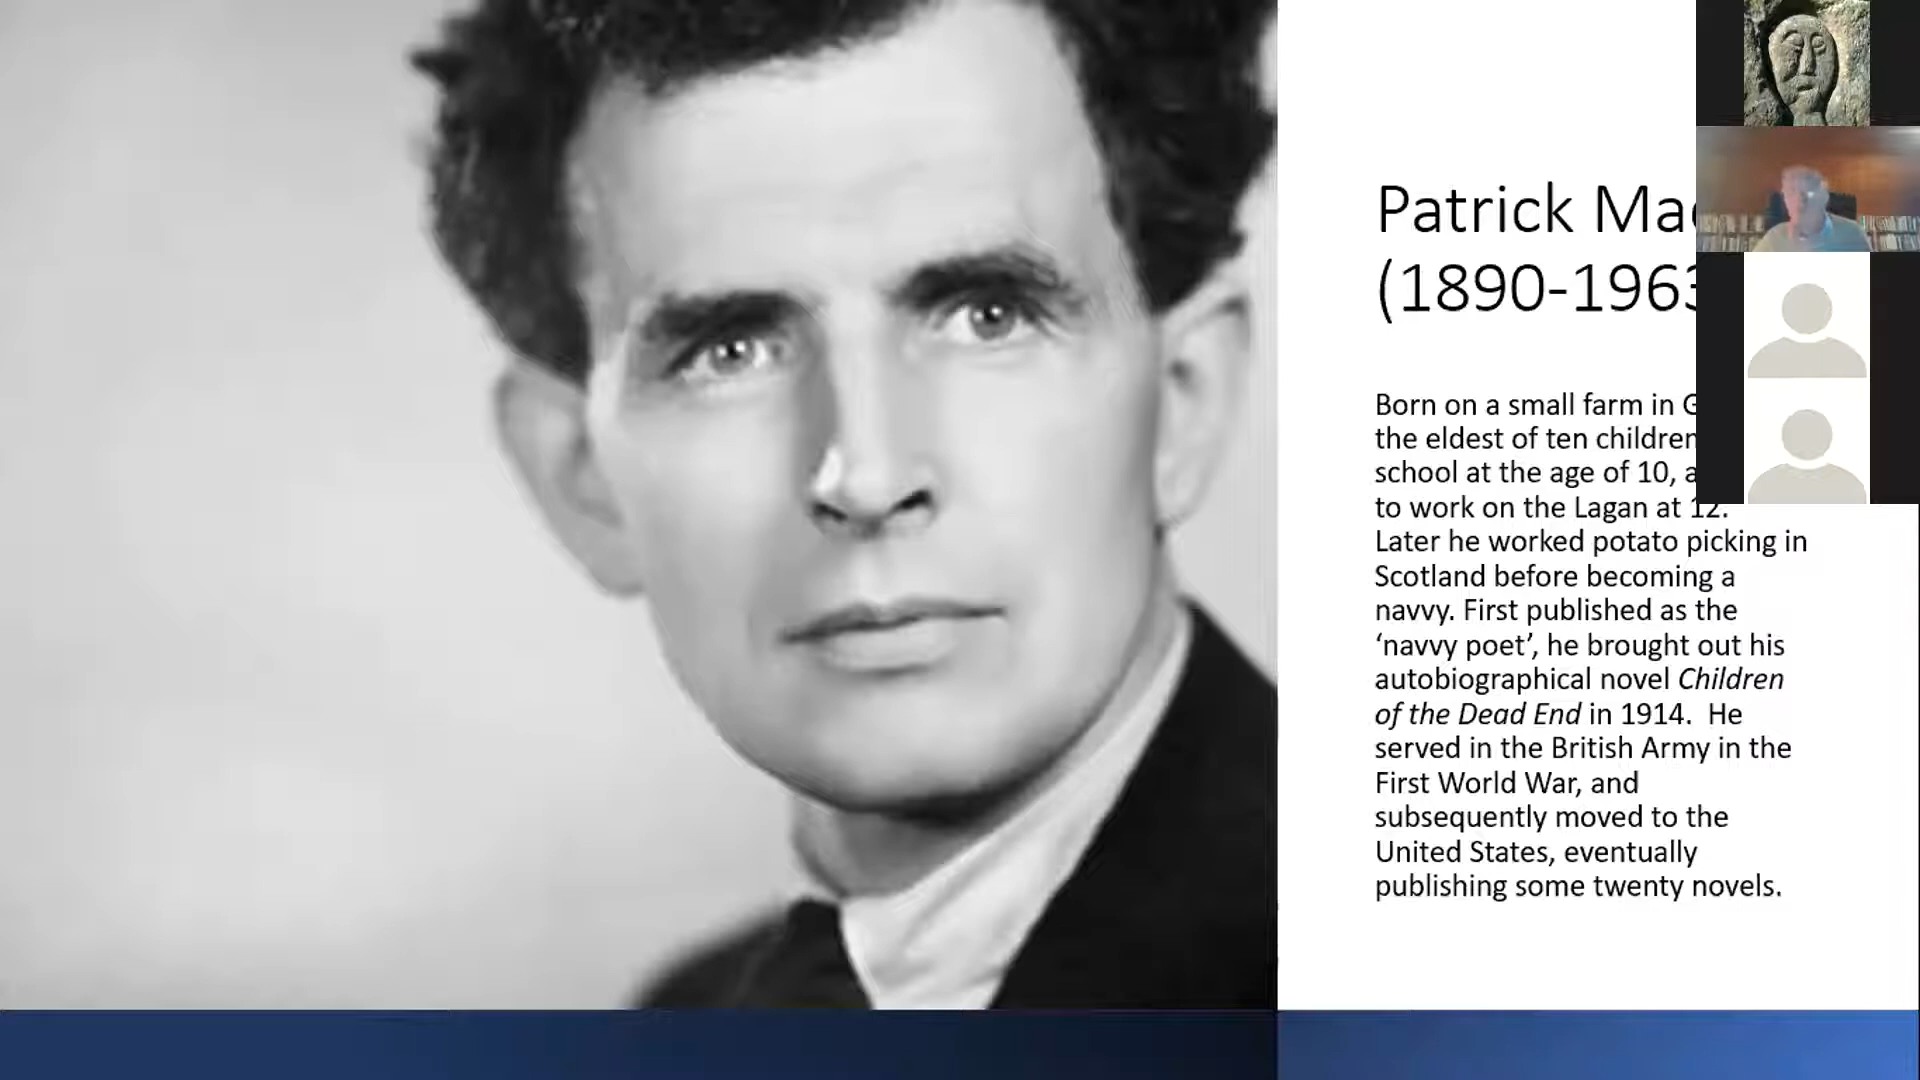 Patrick Mac
(1890-1963
Born on a small farm in G
the eldest of ten children
school at the age of 10, a
to work on the Lagan at 12.
Later he worked potato picking in
Scotland before becoming a
navvy. First published as the
‘navvy poet’, he brought out his
autobiographical novel Children
of the Dead End in 1914.  He
served in the British Army in the
First World War, and
subsequently moved to the
United States, eventually
publishing some twenty novels.